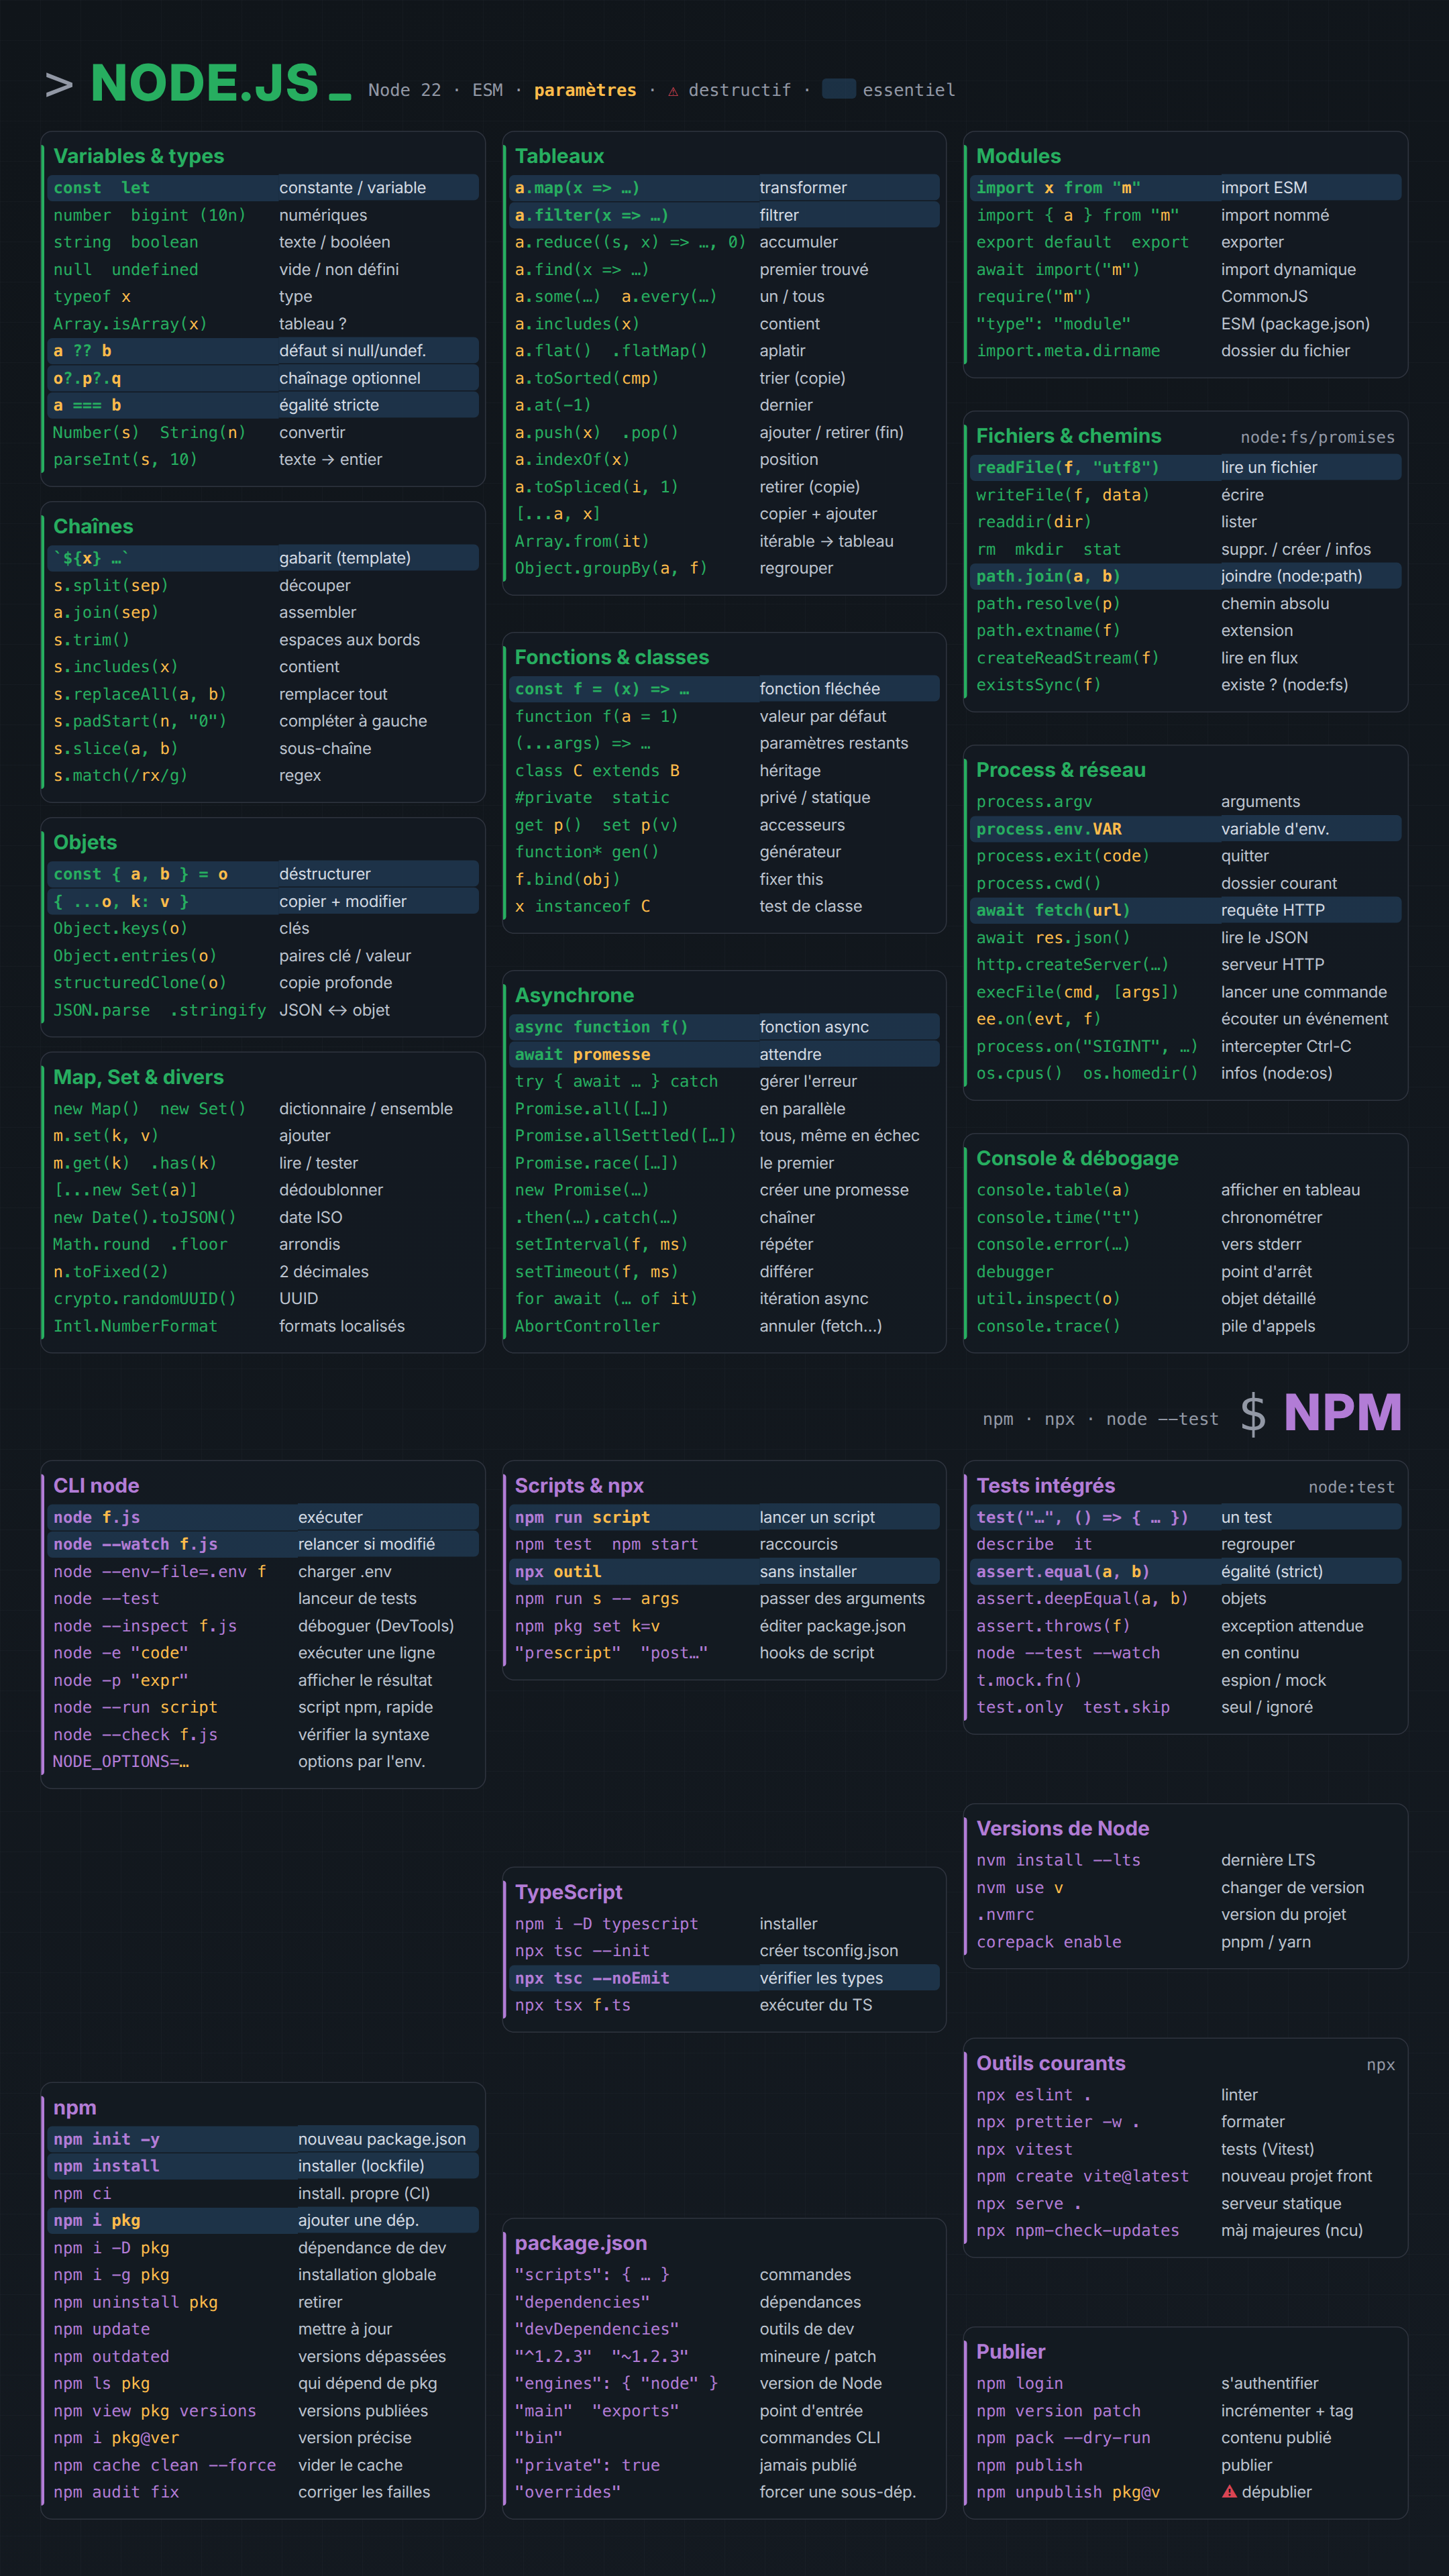 > NODE.JS_ Node 22 · ESM · paramètres · ⚠ destructif · essentiel
Variables & types
const let constante / variable
number bigint (10n) numériques
string boolean texte / booléen
null undefined vide / non défini
typeof x type
Array.isArray(x) tableau ?
a ?? b défaut si null/undef.
o?.p?.q chaînage optionnel
a === b égalité stricte
Number(s) String(n) convertir
parseInt(s, 10) texte → entier
Chaînes
`${x} …` gabarit (template)
s.split(sep) découper
a.join(sep) assembler
s.trim() espaces aux bords
s.includes(x) contient
s.replaceAll(a, b) remplacer tout
s.padStart(n, "0") compléter à gauche
s.slice(a, b) sous-chaîne
s.match(/rx/g) regex
Objets
const { a, b } = o déstructurer
{ ...o, k: v } copier + modifier
Object.keys(o) clés
Object.entries(o) paires clé / valeur
structuredClone(o) copie profonde
JSON.parse .stringify JSON ↔ objet
Map, Set & divers
new Map() new Set() dictionnaire / ensemble
m.set(k, v) ajouter
m.get(k) .has(k) lire / tester
[...new Set(a)] dédoublonner
new Date().toJSON() date ISO
Math.round .floor arrondis
n.toFixed(2) 2 décimales
crypto.randomUUID() UUID
Intl.NumberFormat formats localisés
Tableaux
a.map(x => …) transformer
a.filter(x => …) filtrer
a.reduce((s, x) => …, 0) accumuler
a.find(x => …) premier trouvé
a.some(…) a.every(…) un / tous
a.includes(x) contient
a.flat() .flatMap() aplatir
a.toSorted(cmp) trier (copie)
a.at(-1) dernier
a.push(x) .pop() ajouter / retirer (fin)
a.indexOf(x) position
a.toSpliced(i, 1) retirer (copie)
[...a, x] copier + ajouter
Array.from(it) itérable → tableau
Object.groupBy(a, f) regrouper
Fonctions & classes
const f = (x) => … fonction fléchée
function f(a = 1) valeur par défaut
(...args) => … paramètres restants
class C extends B héritage
#private static privé / statique
get p() set p(v) accesseurs
function* gen() générateur
f.bind(obj) fixer this
x instanceof C test de classe
Asynchrone
async function f() fonction async
await promesse attendre
try { await … } catch gérer l'erreur
Promise.all([…]) en parallèle
Promise.allSettled([…]) tous, même en échec
Promise.race([…]) le premier
new Promise(…) créer une promesse
.then(…).catch(…) chaîner
setInterval(f, ms) répéter
setTimeout(f, ms) différer
for await (… of it) itération async
AbortController annuler (fetch…)
Modules
import x from "m" import ESM
import { a } from "m" import nommé
export default export exporter
await import("m") import dynamique
require("m") CommonJS
"type": "module" ESM (package.json)
import.meta.dirname dossier du fichier
Fichiers & chemins node:fs/promises
readFile(f, "utf8") lire un fichier
writeFile(f, data) écrire
readdir(dir) lister
rm mkdir stat suppr. / créer / infos
path.join(a, b) joindre (node:path)
path.resolve(p) chemin absolu
path.extname(f) extension
createReadStream(f) lire en flux
existsSync(f) existe ? (node:fs)
Process & réseau
process.argv arguments
process.env.VAR variable d'env.
process.exit(code) quitter
process.cwd() dossier courant
await fetch(url) requête HTTP
await res.json() lire le JSON
http.createServer(…) serveur HTTP
execFile(cmd, [args]) lancer une commande
ee.on(evt, f) écouter un événement
process.on("SIGINT", …) intercepter Ctrl-C
os.cpus() os.homedir() infos (node:os)
Console & débogage
console.table(a) afficher en tableau
console.time("t") chronométrer
console.error(…) vers stderr
debugger point d'arrêt
util.inspect(o) objet détaillé
console.trace() pile d'appels
npm · npx · node --test $ NPM
CLI node
node f.js exécuter
node --watch f.js relancer si modifié
node --env-file=.env f charger .env
node --test lanceur de tests
node --inspect f.js déboguer (DevTools)
node -e "code" exécuter une ligne
node -p "expr" afficher le résultat
node --run script script npm, rapide
node --check f.js vérifier la syntaxe
NODE_OPTIONS=… options par l'env.
npm
npm init -y nouveau package.json
npm install installer (lockfile)
npm ci install. propre (CI)
npm i pkg ajouter une dép.
npm i -D pkg dépendance de dev
npm i -g pkg installation globale
npm uninstall pkg retirer
npm update mettre à jour
npm outdated versions dépassées
npm ls pkg qui dépend de pkg
npm view pkg versions versions publiées
npm i pkg@ver version précise
npm cache clean --force vider le cache
npm audit fix corriger les failles
Scripts & npx
npm run script lancer un script
npm test npm start raccourcis
npx outil sans installer
npm run s -- args passer des arguments
npm pkg set k=v éditer package.json
"prescript" "post…" hooks de script
TypeScript
npm i -D typescript installer
npx tsc --init créer tsconfig.json
npx tsc --noEmit vérifier les types
npx tsx f.ts exécuter du TS
package.json
"scripts": { … } commandes
"dependencies" dépendances
"devDependencies" outils de dev
"^1.2.3" "~1.2.3" mineure / patch
"engines": { "node" } version de Node
"main" "exports" point d'entrée
"bin" commandes CLI
"private": true jamais publié
"overrides" forcer une sous-dép.
Tests intégrés node:test
test("…", () => { … }) un test
describe it regrouper
assert.equal(a, b) égalité (strict)
assert.deepEqual(a, b) objets
assert.throws(f) exception attendue
node --test --watch en continu
t.mock.fn() espion / mock
test.only test.skip seul / ignoré
Versions de Node
nvm install --lts dernière LTS
nvm use v changer de version
.nvmrc version du projet
corepack enable pnpm / yarn
Outils courants npx
npx eslint . linter
npx prettier -w . formater
npx vitest tests (Vitest)
npm create vite@latest nouveau projet front
npx serve . serveur statique
npx npm-check-updates màj majeures (ncu)
Publier
npm login s'authentifier
npm version patch incrémenter + tag
npm pack --dry-run contenu publié
npm publish publier
npm unpublish pkg@v ⚠ dépublier